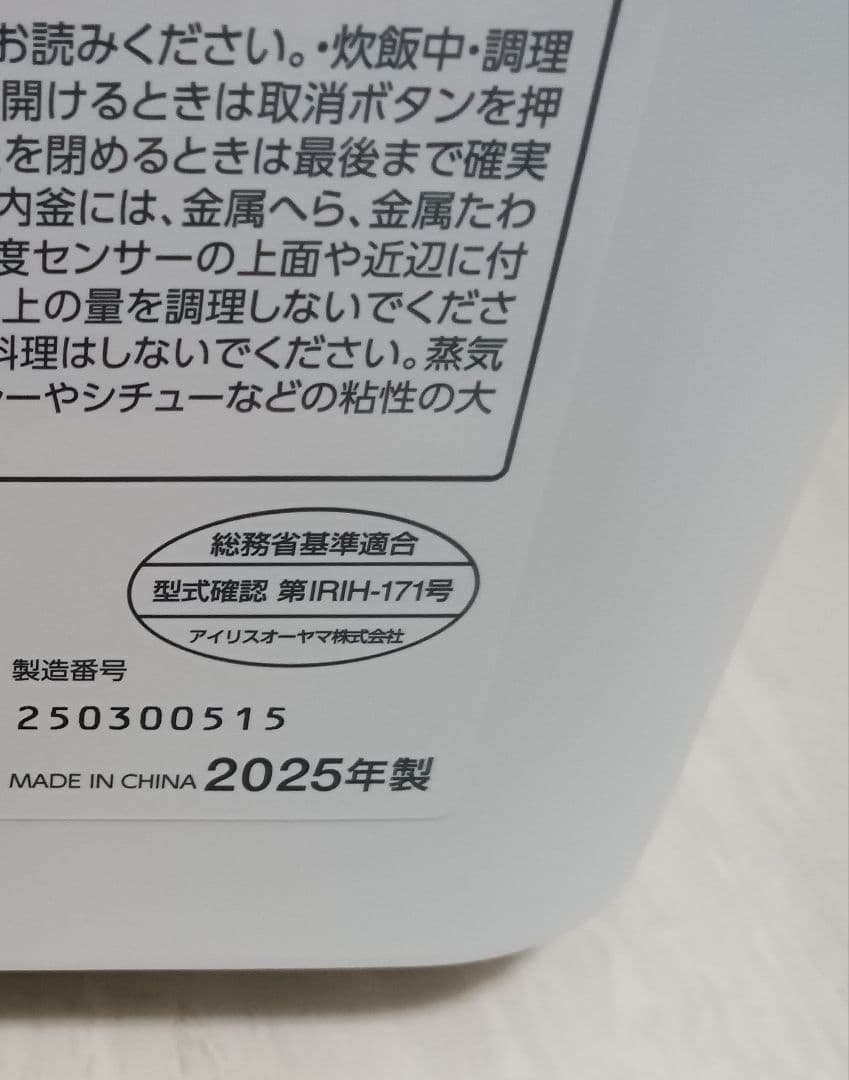 お読みください。・炊飯中・調理
開けるときは取消ボタンを押
を閉めるときは最後まで確実
内釜には、金属へら、金属たわ
度センサーの上面や近辺に付
上の量を調理しないでくださ
料理はしないでください。蒸気
ーやシチューなどの粘性の大
総務省基準適合
型式確認 第IRIH-171号
アイリスオーヤマ株式会社
製造番号
250300515
MADE IN CHINA 2025年製